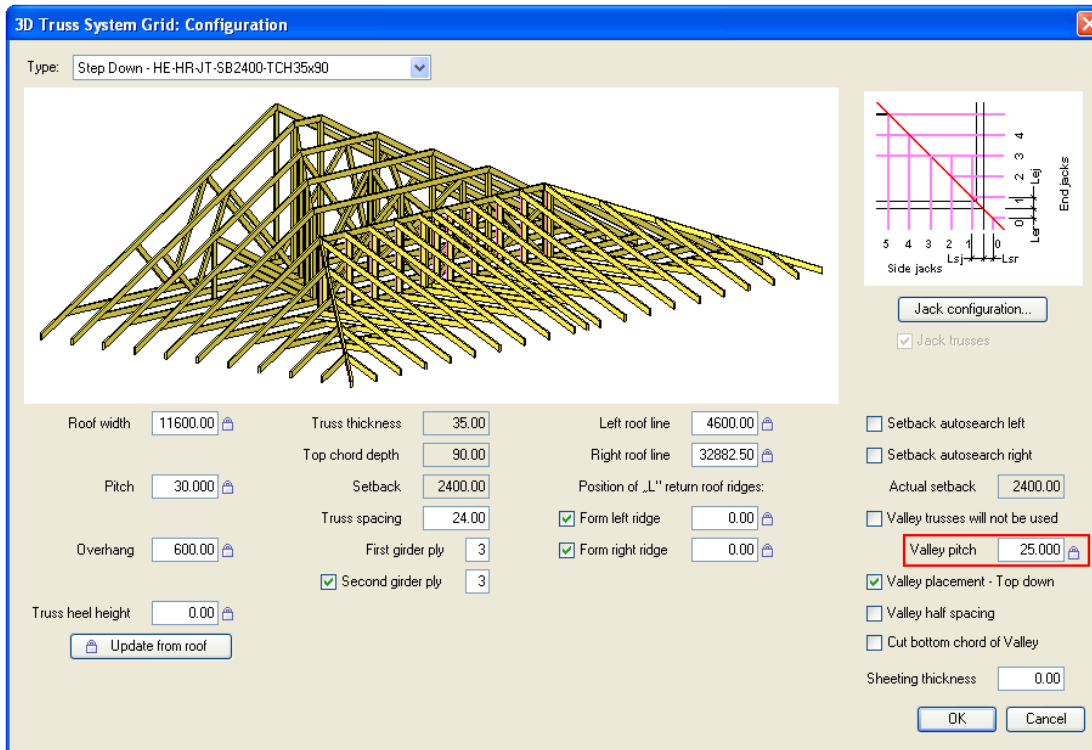 3D Truss System Grid: Configuration
Type: Step Down - HE-HR-JT-SB2400-TCH35x90
4
3
2
1
0
End jacks
Lej
Ler
5 4 3 2 1 0
Side jacks
Lsj Lsr
Jack configuration...
Jack trusses
Roof width 11600.00
Truss thickness 35.00
Left roof line 4600.00
Setback autosearch left
Top chord depth 90.00
Right roof line 32882.50
Setback autosearch right
Pitch 30.000
Setback 2400.00
Position of „L" return roof ridges:
Actual setback 2400.00
Truss spacing 24.00
Form left ridge 0.00
Valley trusses will not be used
Overhang 600.00
First girder ply 3
Form right ridge 0.00
Valley pitch 25.000
Second girder ply 3
Valley placement - Top down
Truss heel height 0.00
Valley half spacing
Update from roof
Cut bottom chord of Valley
Sheeting thickness 0.00
OK Cancel